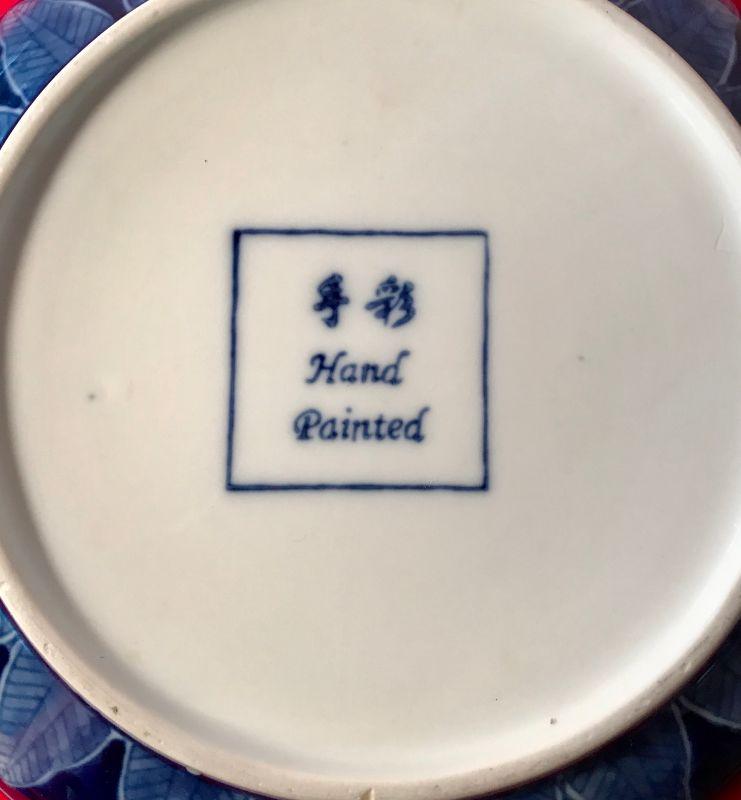 手彩
Hand
Painted